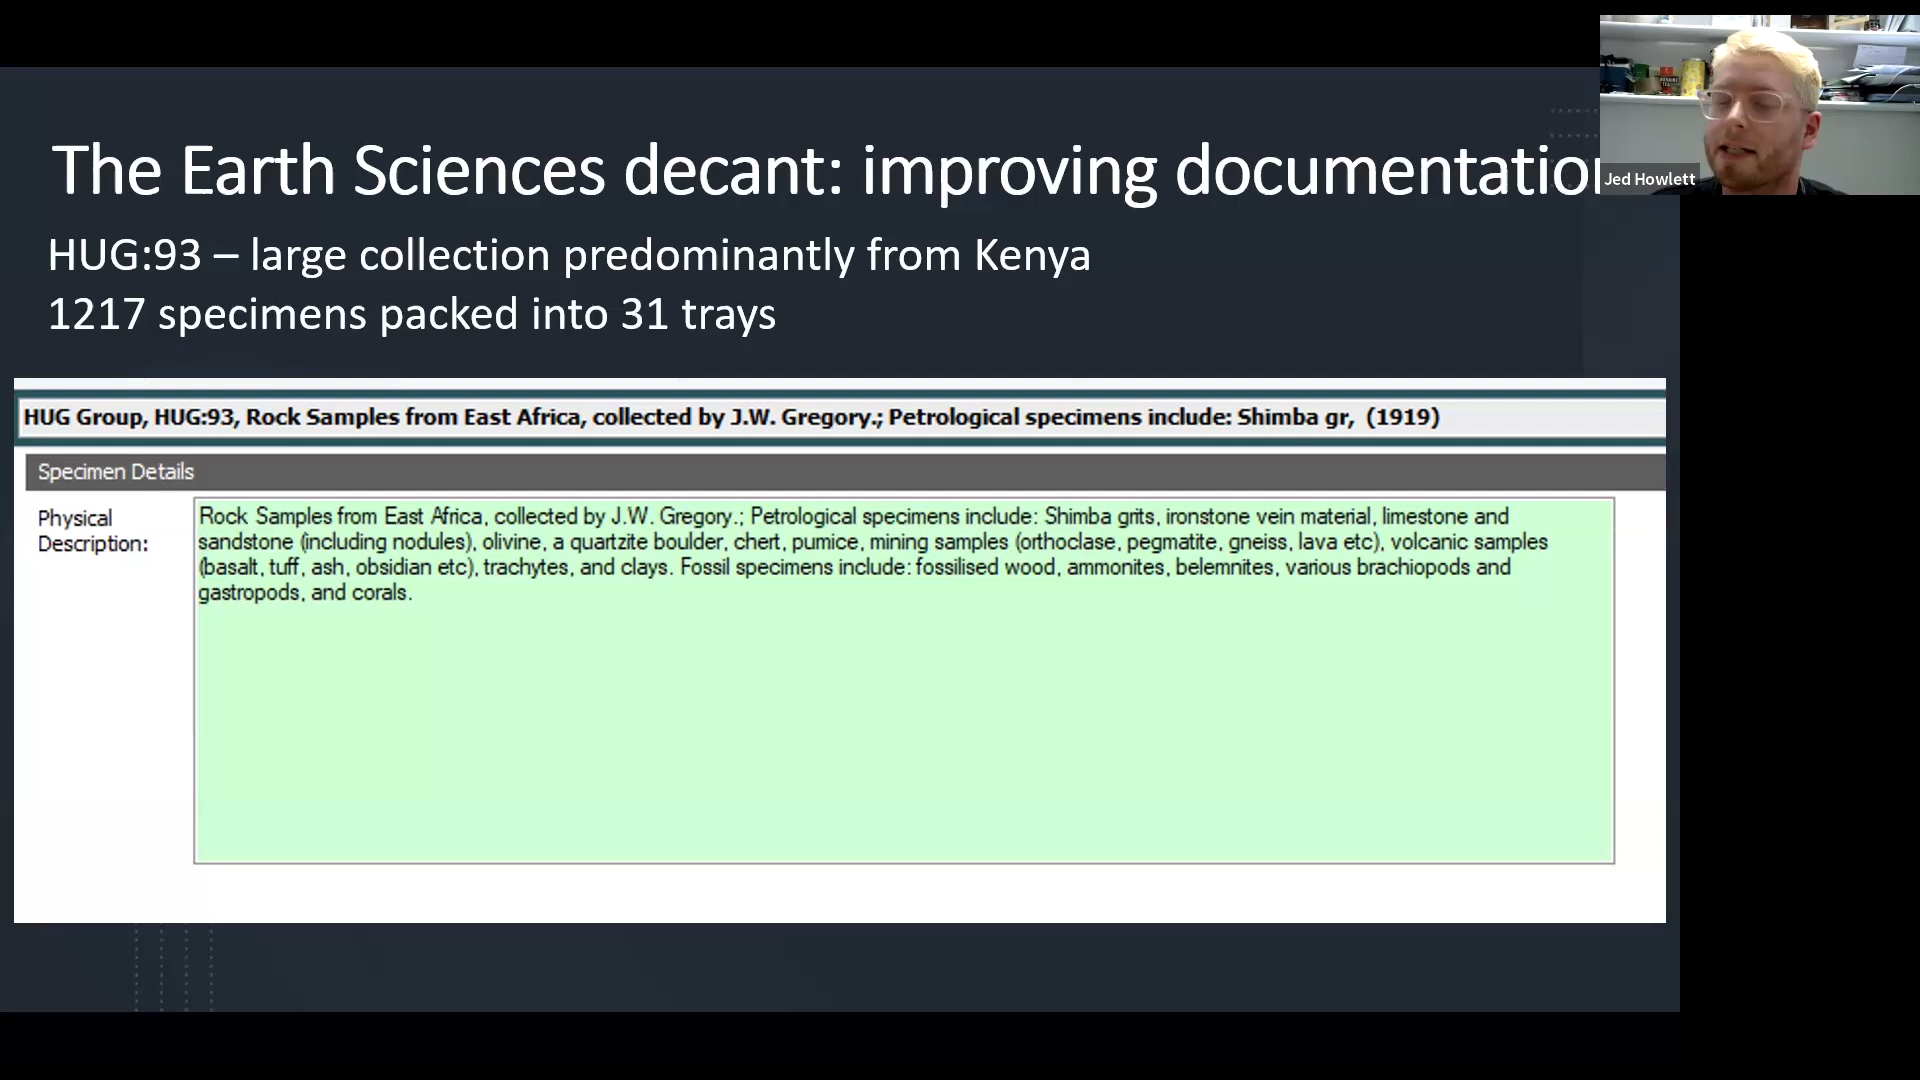 The Earth Sciences decant: improving documentatio
Jed Howlett
HUG:93 – large collection predominantly from Kenya
1217 specimens packed into 31 trays
HUG Group, HUG:93, Rock Samples from East Africa, collected by J.W. Gregory.; Petrological specimens include: Shimba gr, (1919)
Specimen Details
Physical
Description:
Rock Samples from East Africa, collected by J.W. Gregory.; Petrological specimens include: Shimba grits, ironstone vein material, limestone and
sandstone (including nodules), olivine, a quartzite boulder, chert, pumice, mining samples (orthoclase, pegmatite, gneiss, lava etc), volcanic samples
(basalt, tuff, ash, obsidian etc), trachytes, and clays. Fossil specimens include: fossilised wood, ammonites, belemnites, various brachiopods and
gastropods, and corals.